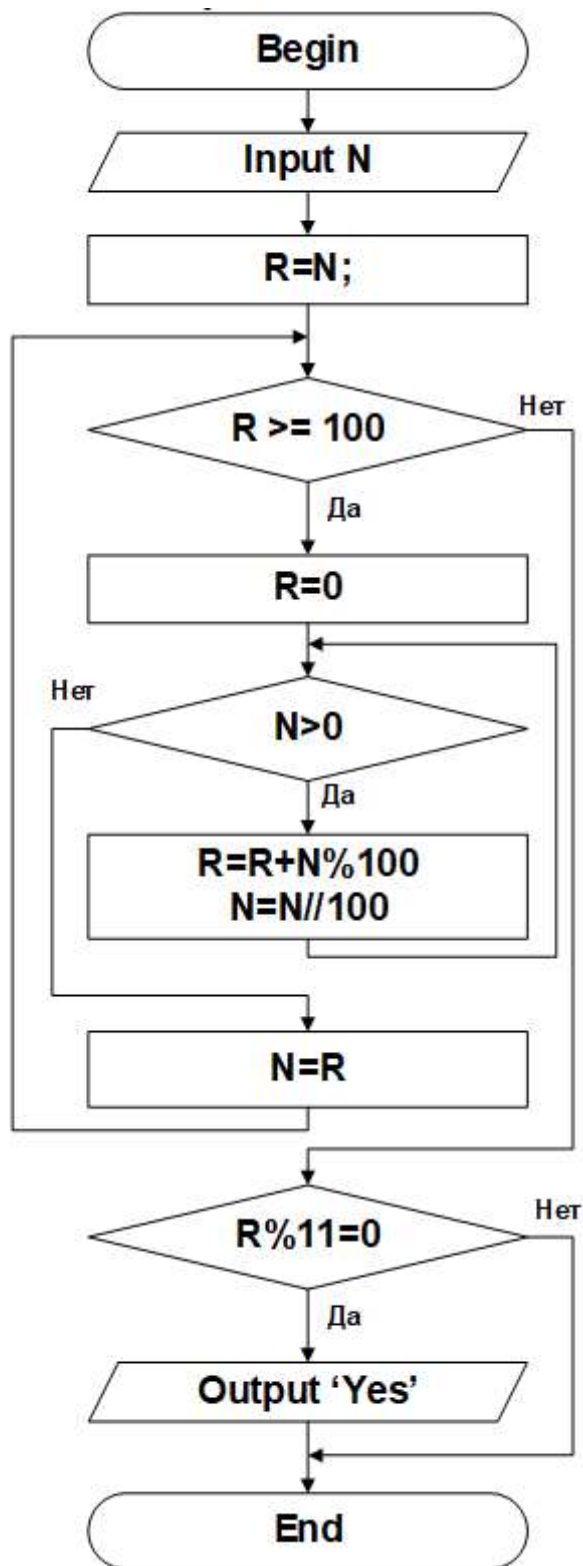 Begin
Input N
R=N;
R >= 100
Нет
Да
R=0
Нет
N>0
Да
R=R+N%100
N=N//100
N=R
R%11=0
Нет
Да
Output ‘Yes’
End